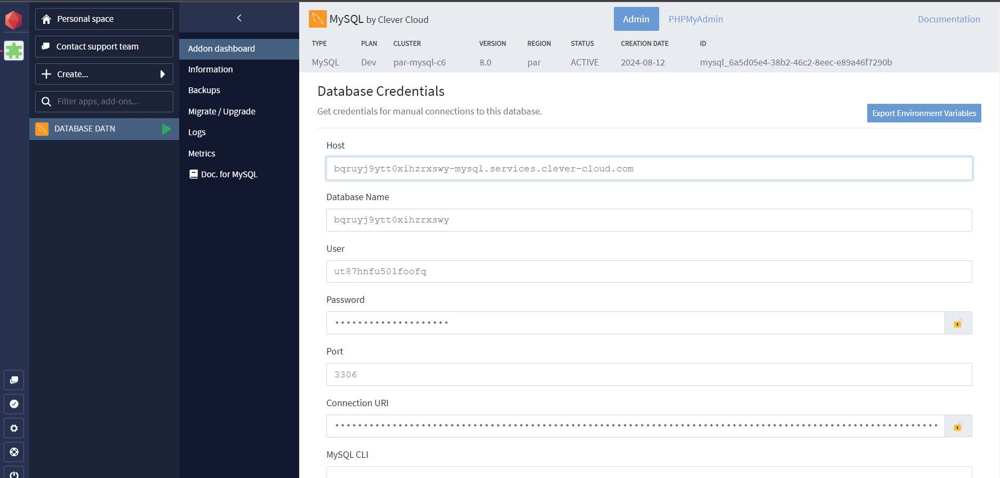 Personal space
Contact support team
Create...
Filter apps, add-ons...
DATABASE DATN
Addon dashboard
Information
Backups
Migrate / Upgrade
Logs
Metrics
Doc. for MySQL
MySQL by Clever Cloud
Admin
PHPMyAdmin
Documentation
TYPE PLAN CLUSTER VERSION REGION STATUS CREATION DATE ID
MySQL Dev par-mysql-c6 8.0 par ACTIVE 2024-08-12 mysql_6a5d05e4-38b2-46c2-8eec-e89a46f7290b
Database Credentials
Get credentials for manual connections to this database.
Export Environment Variables
Host
bqruyj9ytt0xihzrxswy-mysql.services.clever-cloud.com
Database Name
bqruyj9ytt0xihzrxswy
User
ut87hnfu50lfoofq
Password
Port
3306
Connection URI
MySQL CLI